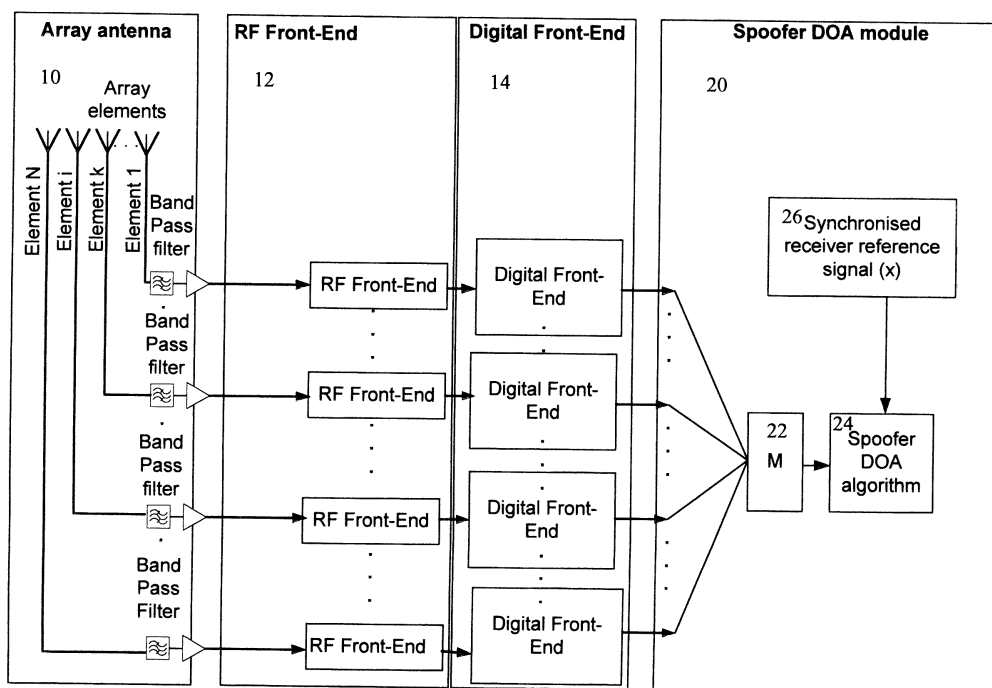 Array antenna
RF Front-End
Digital Front-End
Spoofer DOA module
10
12
14
20
Array
elements
Element N
Element i
Element k
Element 1
Band
Pass
filter
26
Synchronised
receiver reference
signal (x)
RF Front-End
Digital Front-
End
Band
Pass
filter
RF Front-End
Digital Front-
End
22
M
24
Spoofer
DOA
algorithm
Band
Pass
filter
RF Front-End
Digital Front-
End
Band
Pass
Filter
RF Front-End
Digital Front-
End